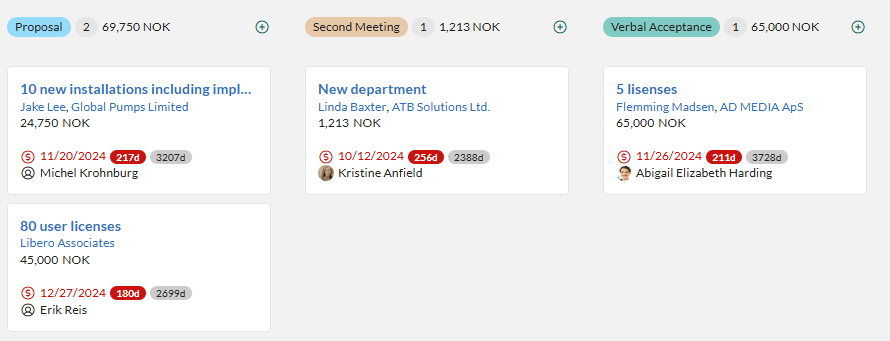 Proposal 2 69,750 NOK
10 new installations including impl...
Jake Lee, Global Pumps Limited
24,750 NOK
11/20/2024 217d 3207d
Michel Krohnburg
80 user licenses
Libero Associates
45,000 NOK
12/27/2024 180d 2699d
Erik Reis
Second Meeting 1 1,213 NOK
New department
Linda Baxter, ATB Solutions Ltd.
1,213 NOK
10/12/2024 256d 2388d
Kristine Anfield
Verbal Acceptance 1 65,000 NOK
5 lisenses
Flemming Madsen, AD MEDIA ApS
65,000 NOK
11/26/2024 211d 3728d
Abigail Elizabeth Harding